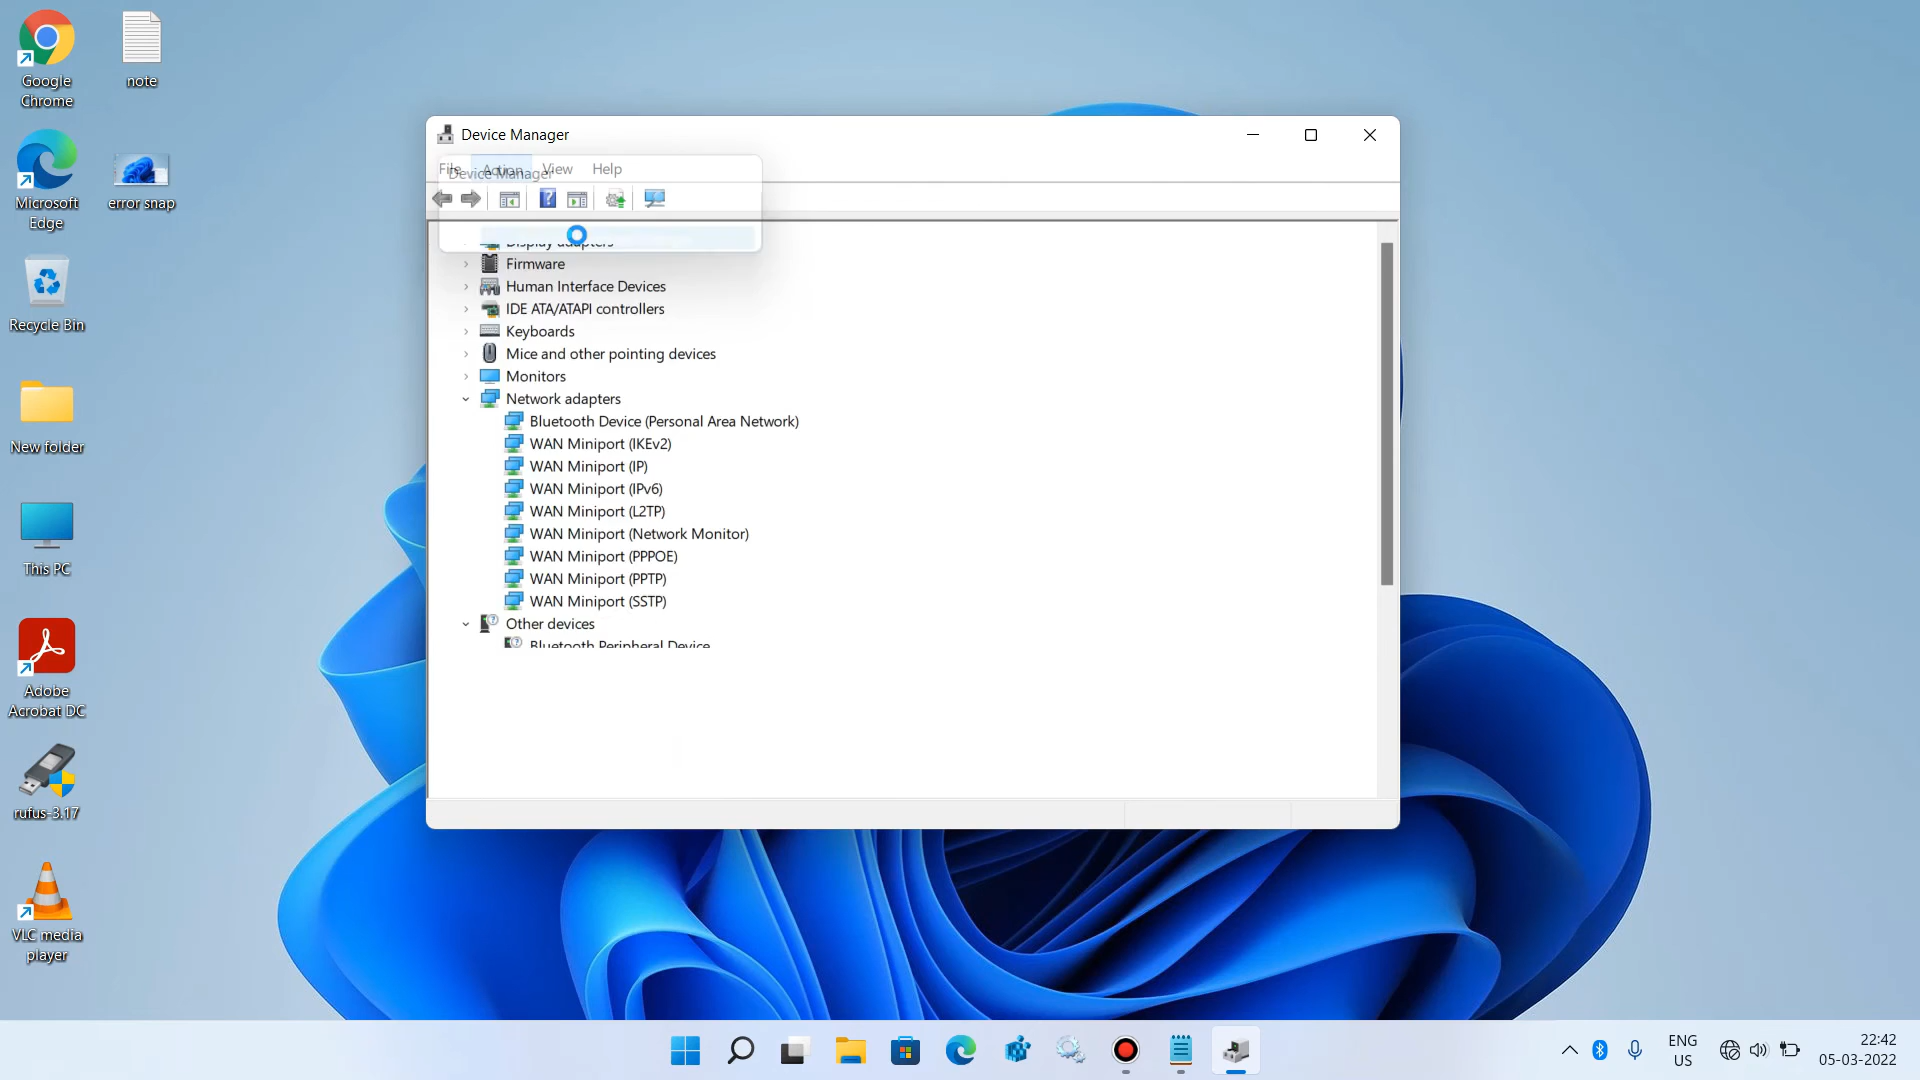 Google
Chrome
note
Microsoft
Edge
error snap
Recycle Bin
New folder
This PC
Adobe
Acrobat DC
rufus-3.17
VLC media
player
Device Manager
File
Action
View
Help
Device Manager
Display adapters
Firmware
Human Interface Devices
IDE ATA/ATAPI controllers
Keyboards
Mice and other pointing devices
Monitors
Network adapters
Bluetooth Device (Personal Area Network)
WAN Miniport (IKEv2)
WAN Miniport (IP)
WAN Miniport (IPv6)
WAN Miniport (L2TP)
WAN Miniport (Network Monitor)
WAN Miniport (PPPOE)
WAN Miniport (PPTP)
WAN Miniport (SSTP)
Other devices
Bluetooth Peripheral Device
ENG
US
22:42
05-03-2022